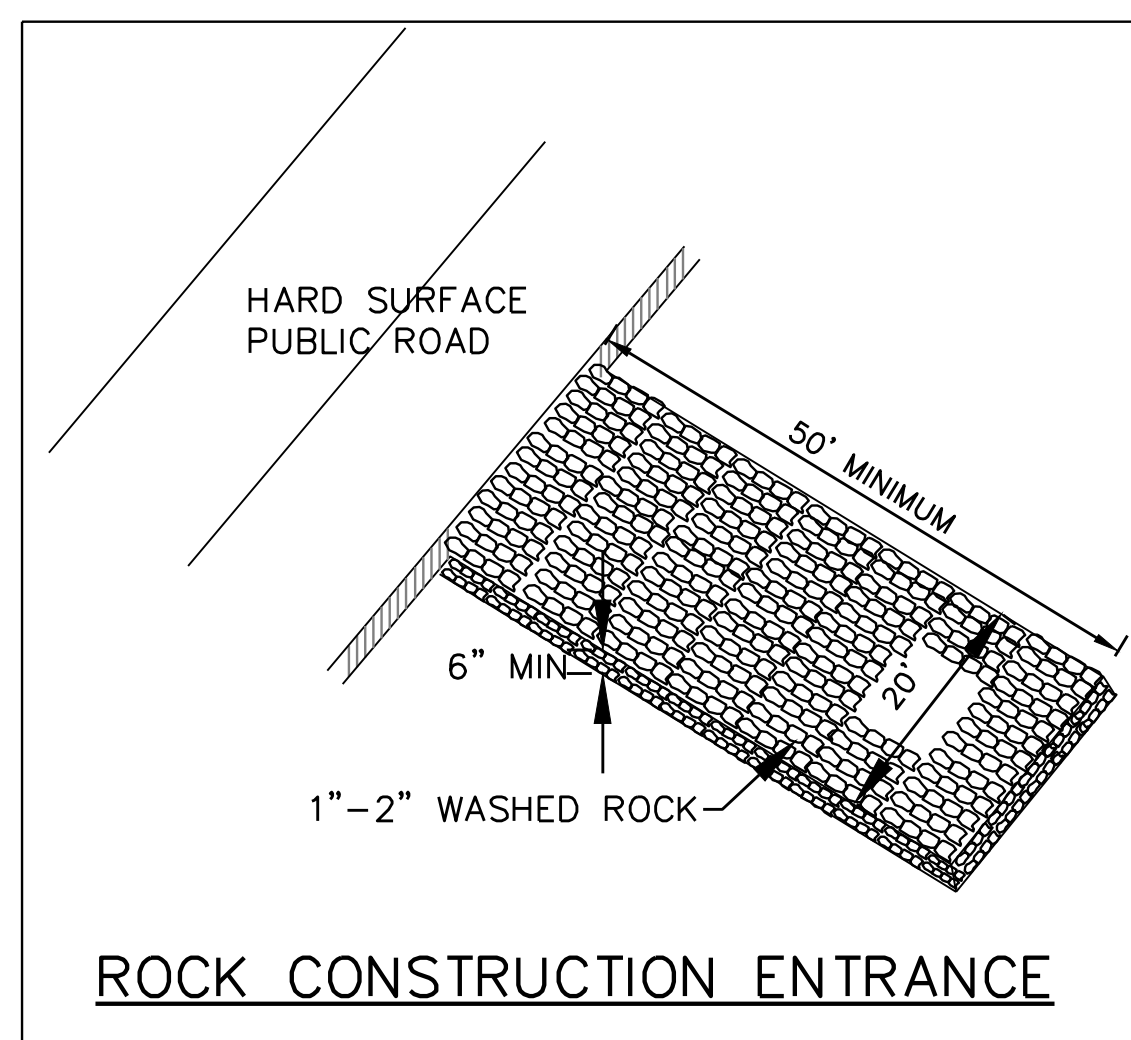 HARD SURFACE
PUBLIC ROAD
50' MINIMUM
6” MIN
20'
1”–2” WASHED ROCK
ROCK CONSTRUCTION ENTRANCE